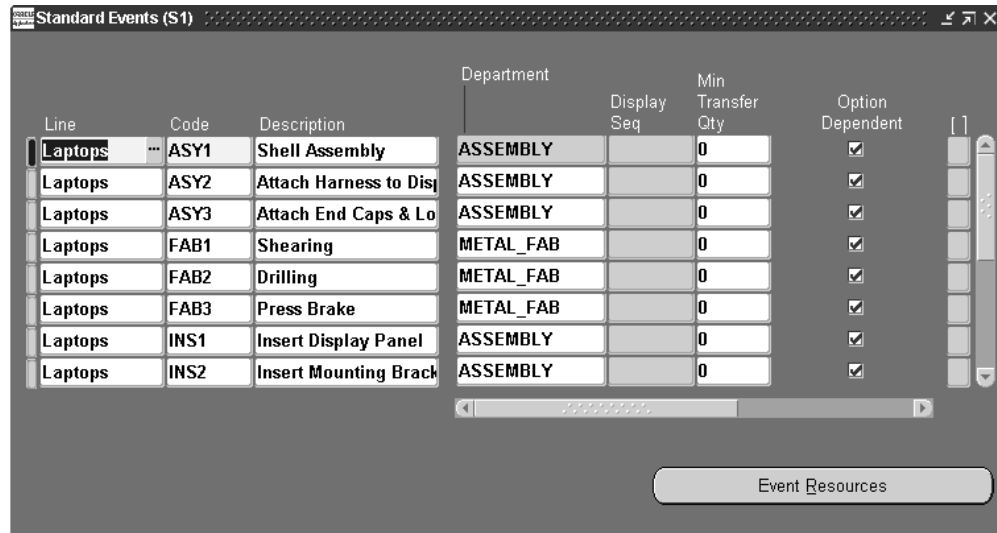 ORACLE Standard Events (S1)
Department
Min
Display Transfer Option
Line Code Description Seq Qty Dependent [ ]
Laptops ... ASY1 Shell Assembly ASSEMBLY 0
Laptops ASY2 Attach Harness to Disp ASSEMBLY 0
Laptops ASY3 Attach End Caps & Lo ASSEMBLY 0
Laptops FAB1 Shearing METAL_FAB 0
Laptops FAB2 Drilling METAL_FAB 0
Laptops FAB3 Press Brake METAL_FAB 0
Laptops INS1 Insert Display Panel ASSEMBLY 0
Laptops INS2 Insert Mounting Brack ASSEMBLY 0
Event Resources